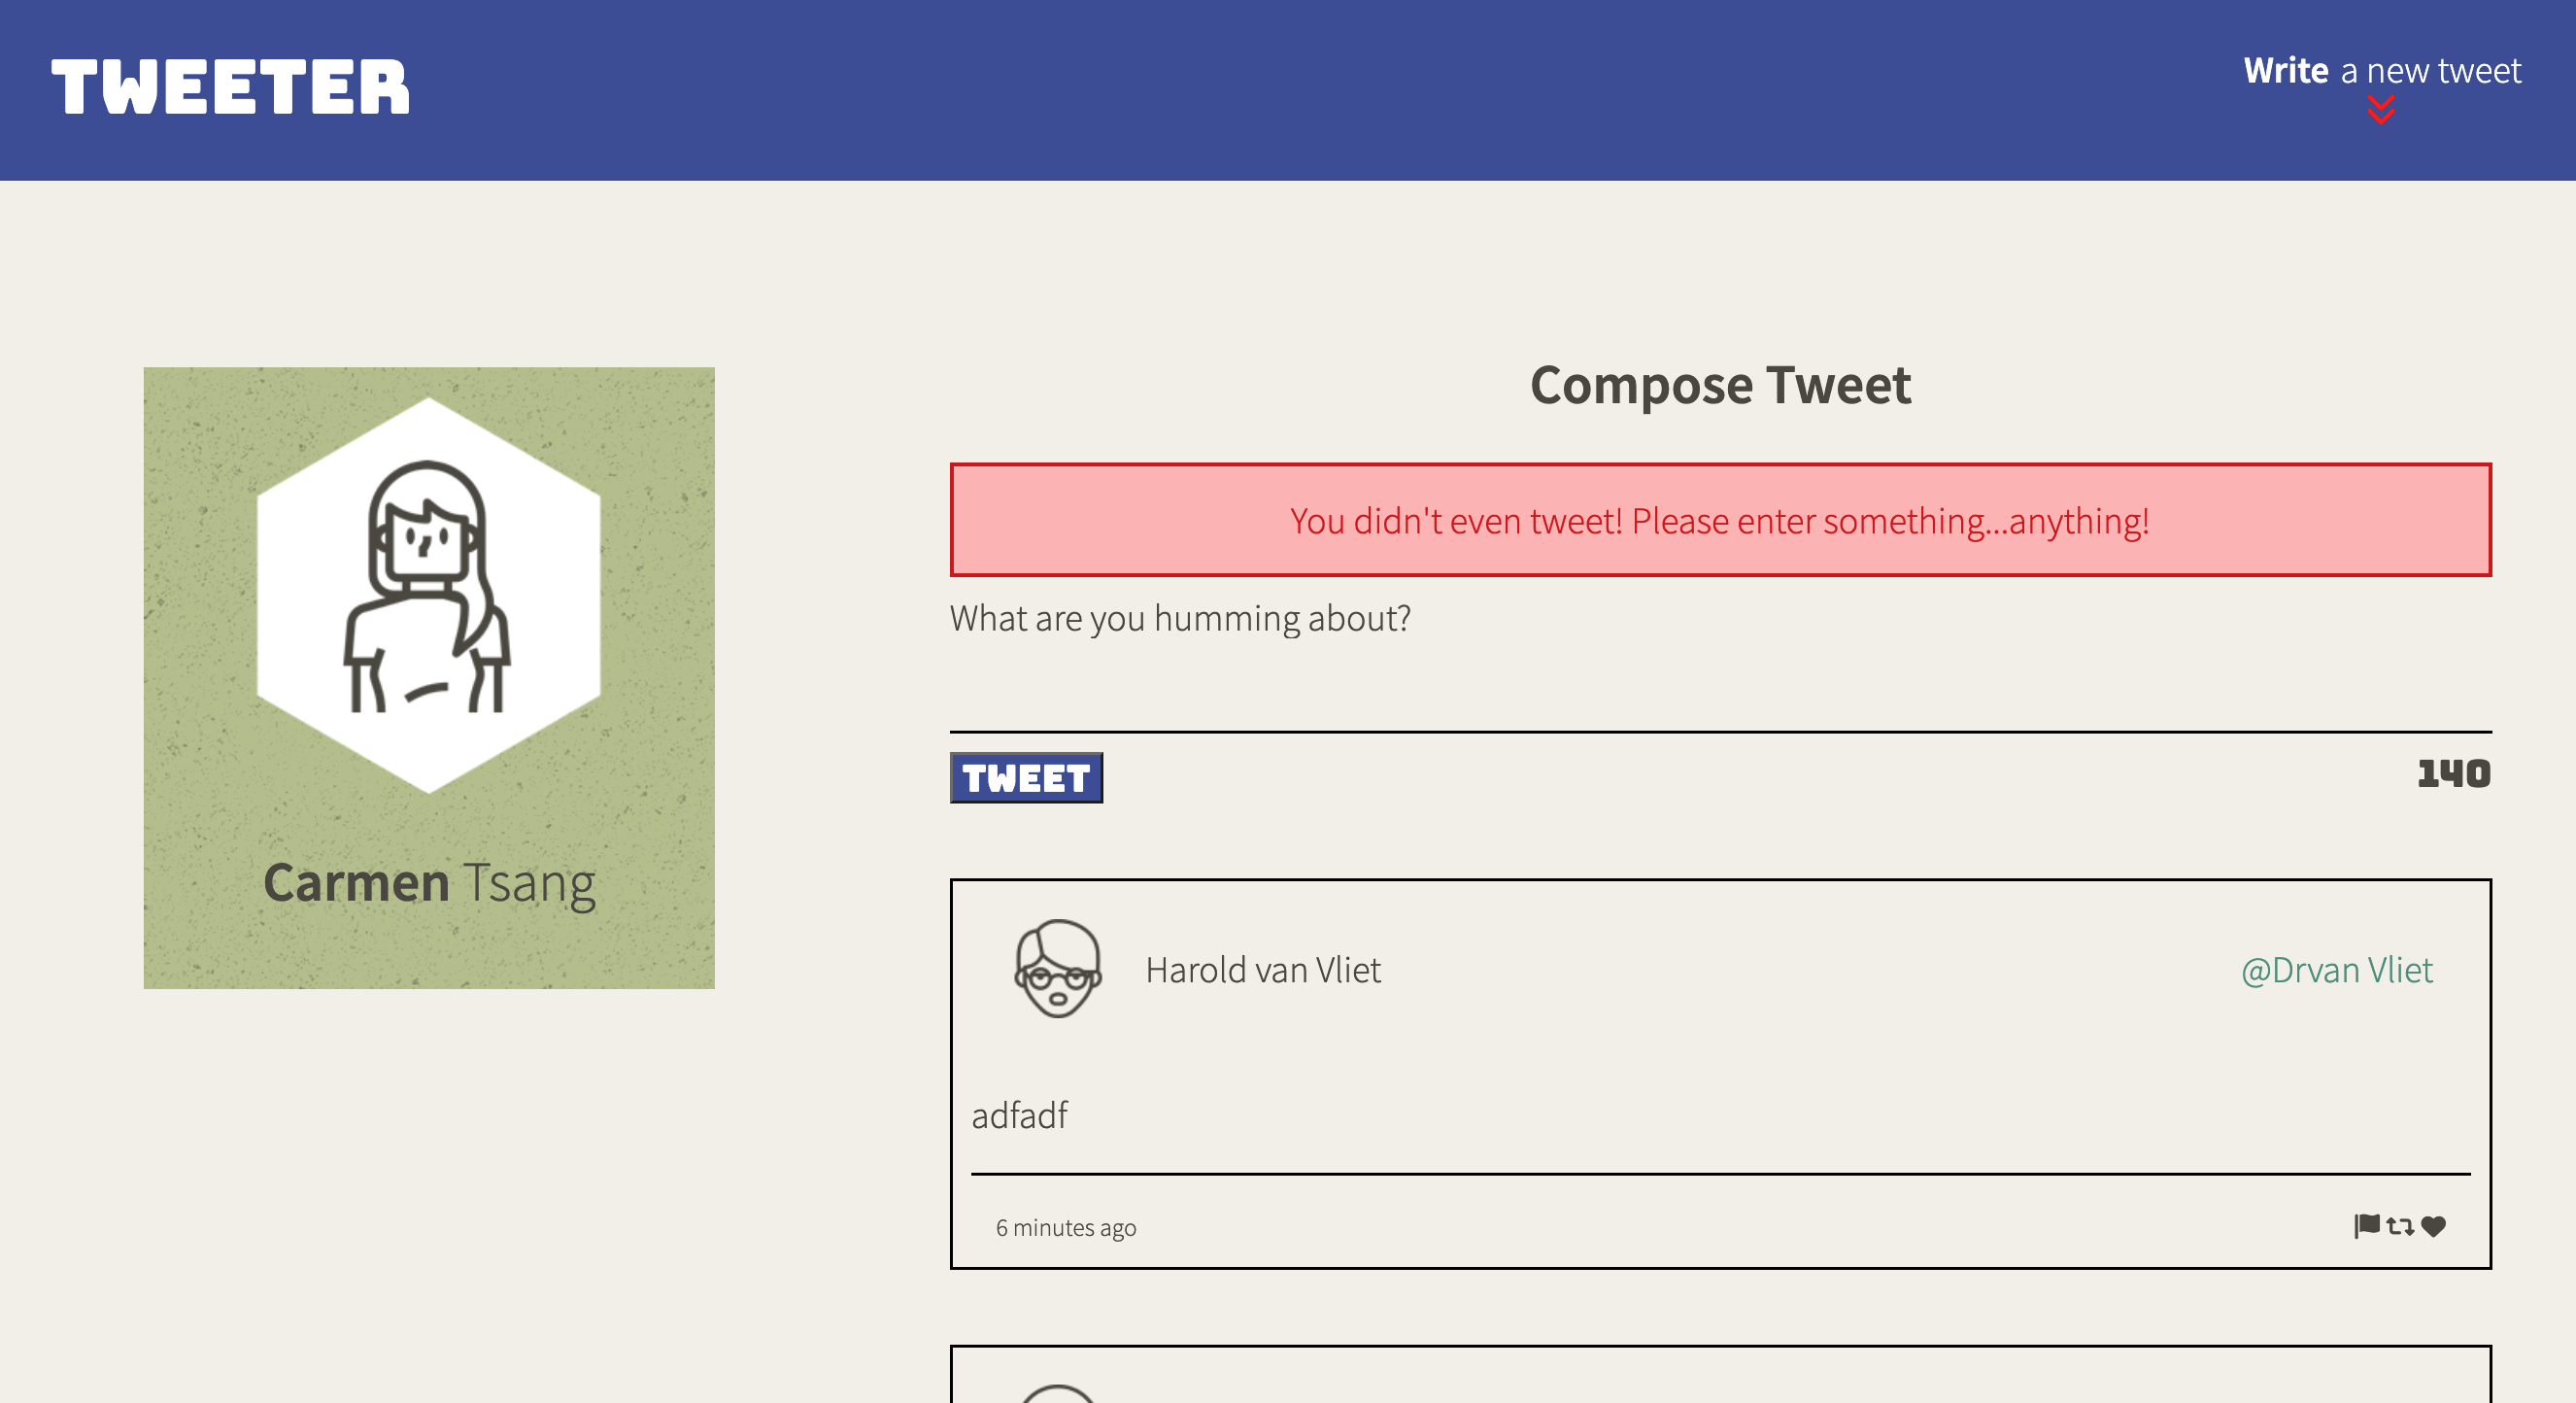 TWEETER
Write a new tweet
Carmen Tsang
Compose Tweet
You didn't even tweet! Please enter something...anything!
What are you humming about?
TWEET
140
Harold van Vliet
@Drvan Vliet
adfadf
6 minutes ago